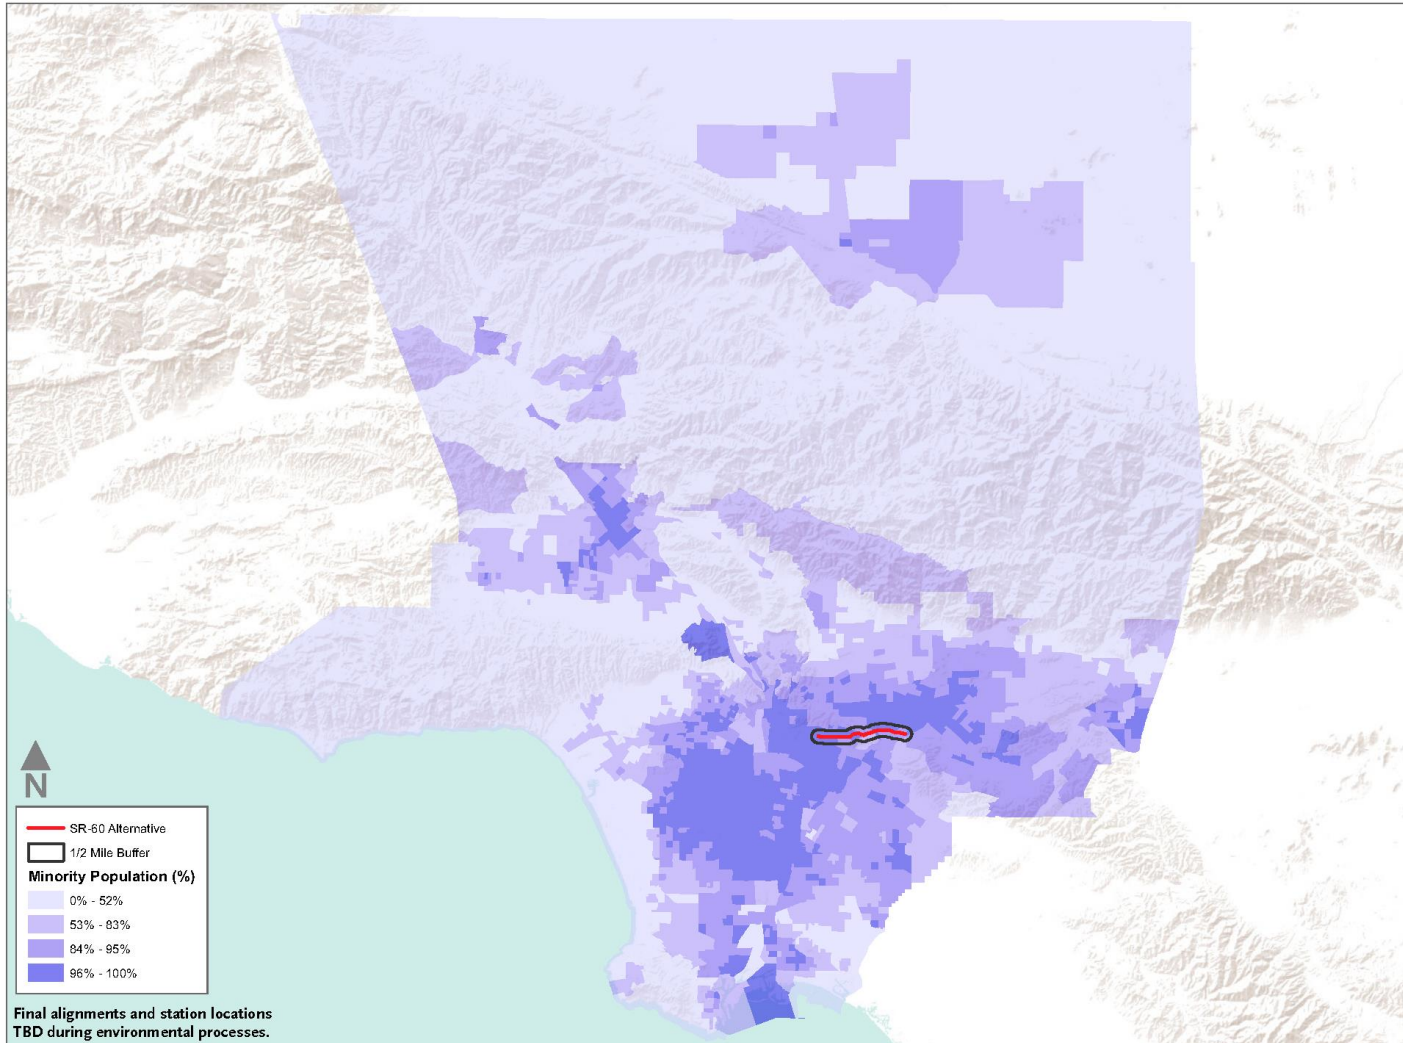 N
SR-60 Alternative
1/2 Mile Buffer
Minority Population (%)
0% - 52%
53% - 83%
84% - 95%
96% - 100%
Final alignments and station locations
TBD during environmental processes.